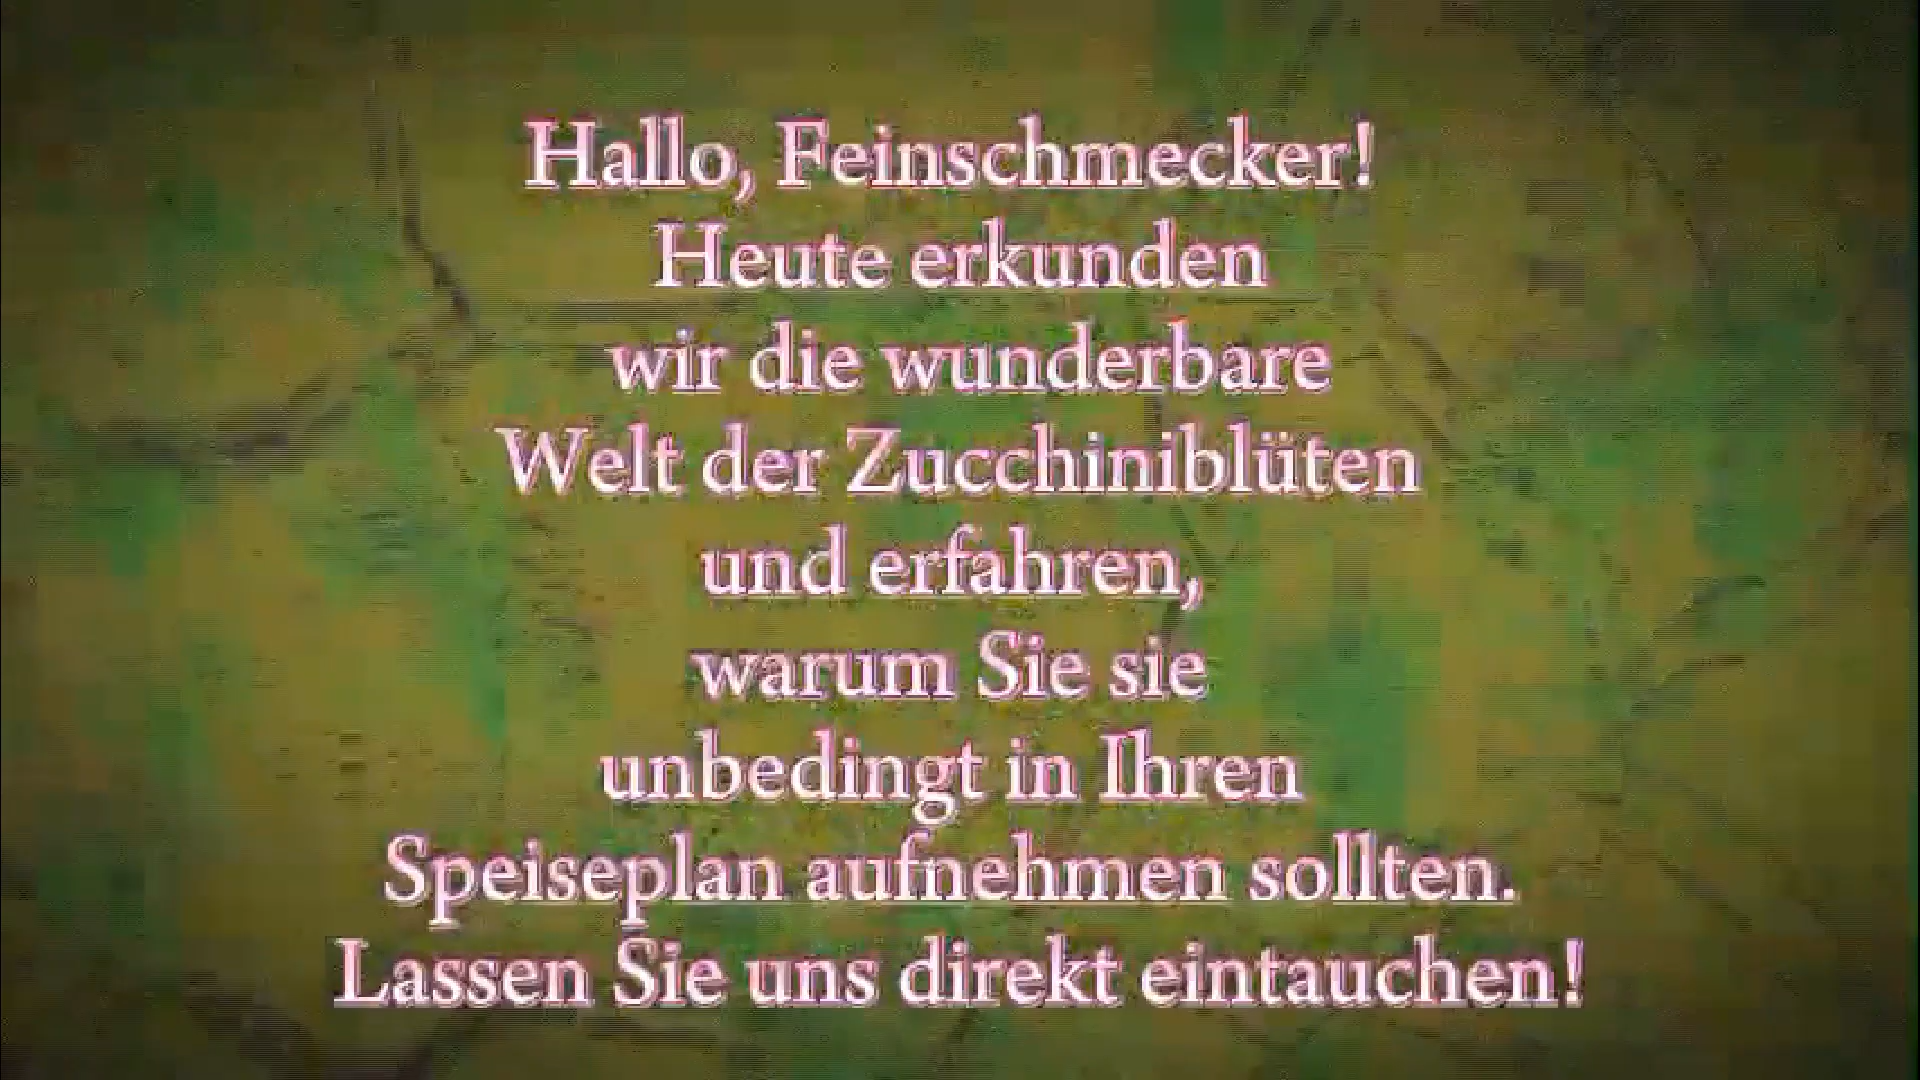 Hallo, Feinschmecker!
Heute erkunden
wir die wunderbare
Welt der Zucchiniblüten
und erfahren,
warum Sie sie
unbedingt in Ihren
Speiseplan aufnehmen sollten.
Lassen Sie uns direkt eintauchen!